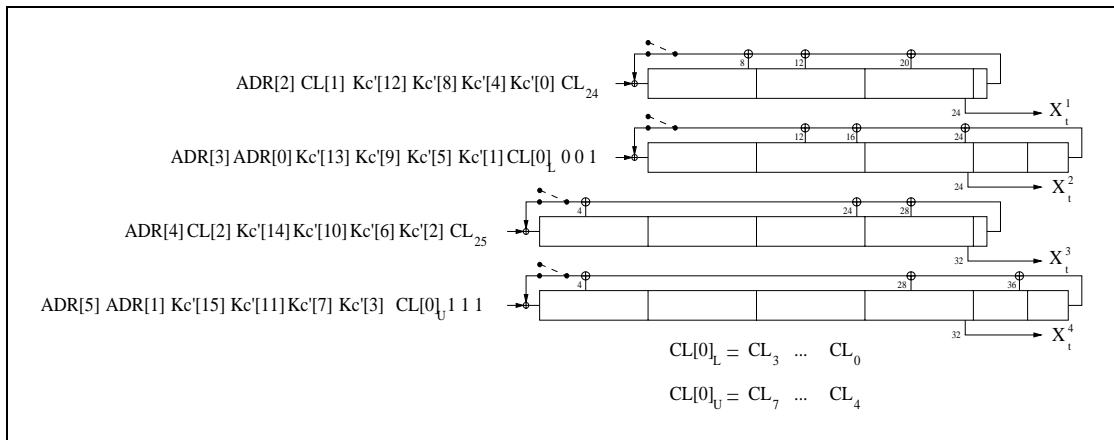 8 12 20
ADR[2] CL[1] Kc'[12] Kc'[8] Kc'[4] Kc'[0] CL24
24 X1t
12 16 24
ADR[3] ADR[0] Kc'[13] Kc'[9] Kc'[5] Kc'[1] CL[0]L 0 0 1
24 X2t
4 24 28
ADR[4] CL[2] Kc'[14] Kc'[10] Kc'[6] Kc'[2] CL25
32 X3t
4 28 36
ADR[5] ADR[1] Kc'[15] Kc'[11] Kc'[7] Kc'[3] CL[0]U 1 1 1
32 X4t
CL[0]L = CL3 ... CL0
CL[0]U = CL7 ... CL4